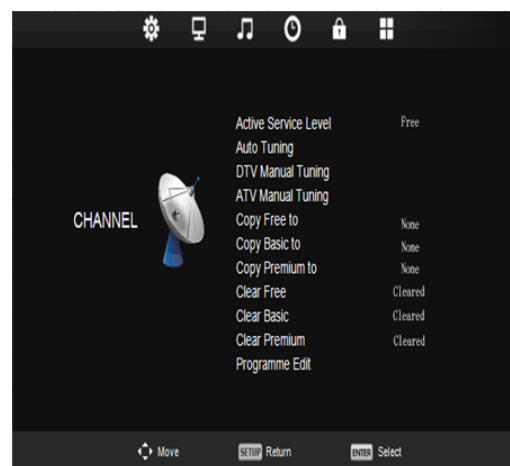 Active Service Level Free
Auto Tuning
DTV Manual Tuning
ATV Manual Tuning
CHANNEL
Copy Free to None
Copy Basic to None
Copy Premium to None
Clear Free Cleared
Clear Basic Cleared
Clear Premium Cleared
Programme Edit
Move SETUP Return ENTER Select